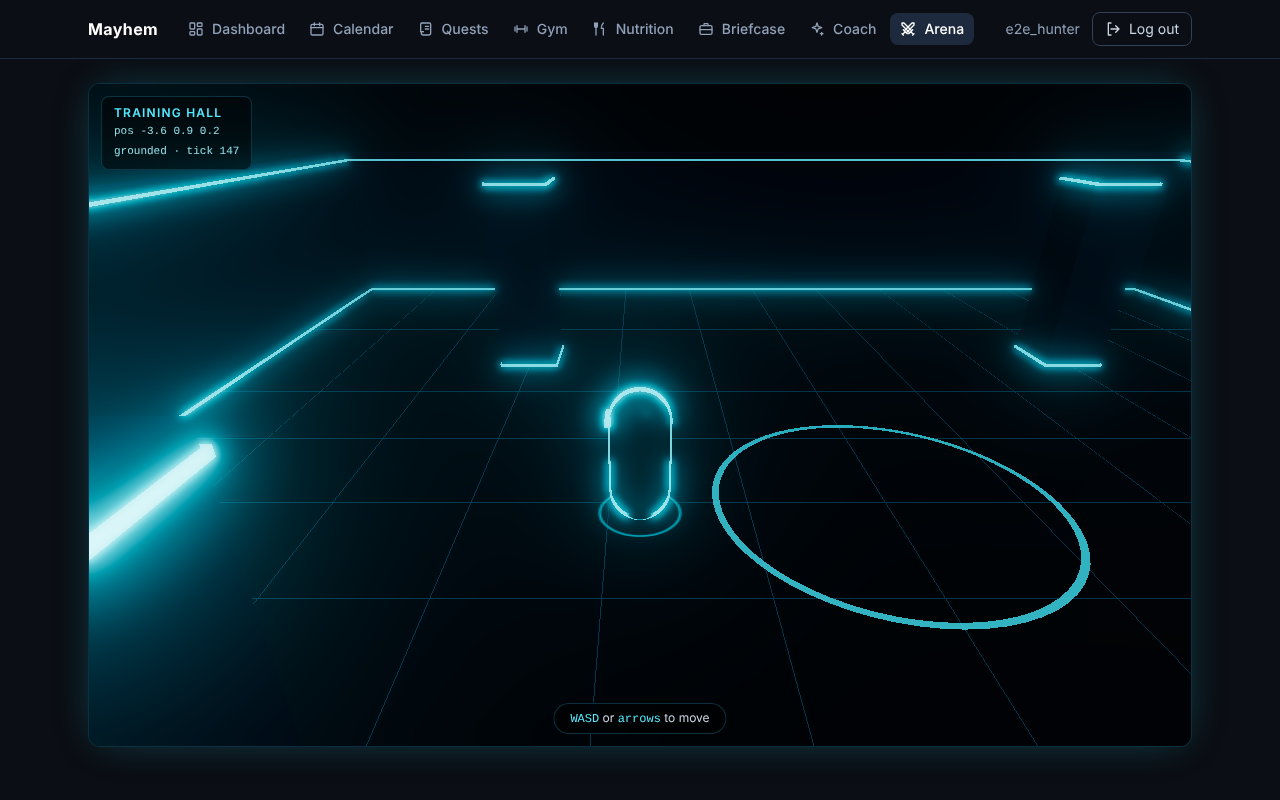 Mayhem Dashboard Calendar Quests Gym Nutrition Briefcase Coach Arena e2e_hunter Log out
TRAINING HALL
pos -3.6 0.9 0.2
grounded · tick 147
WASD or arrows to move